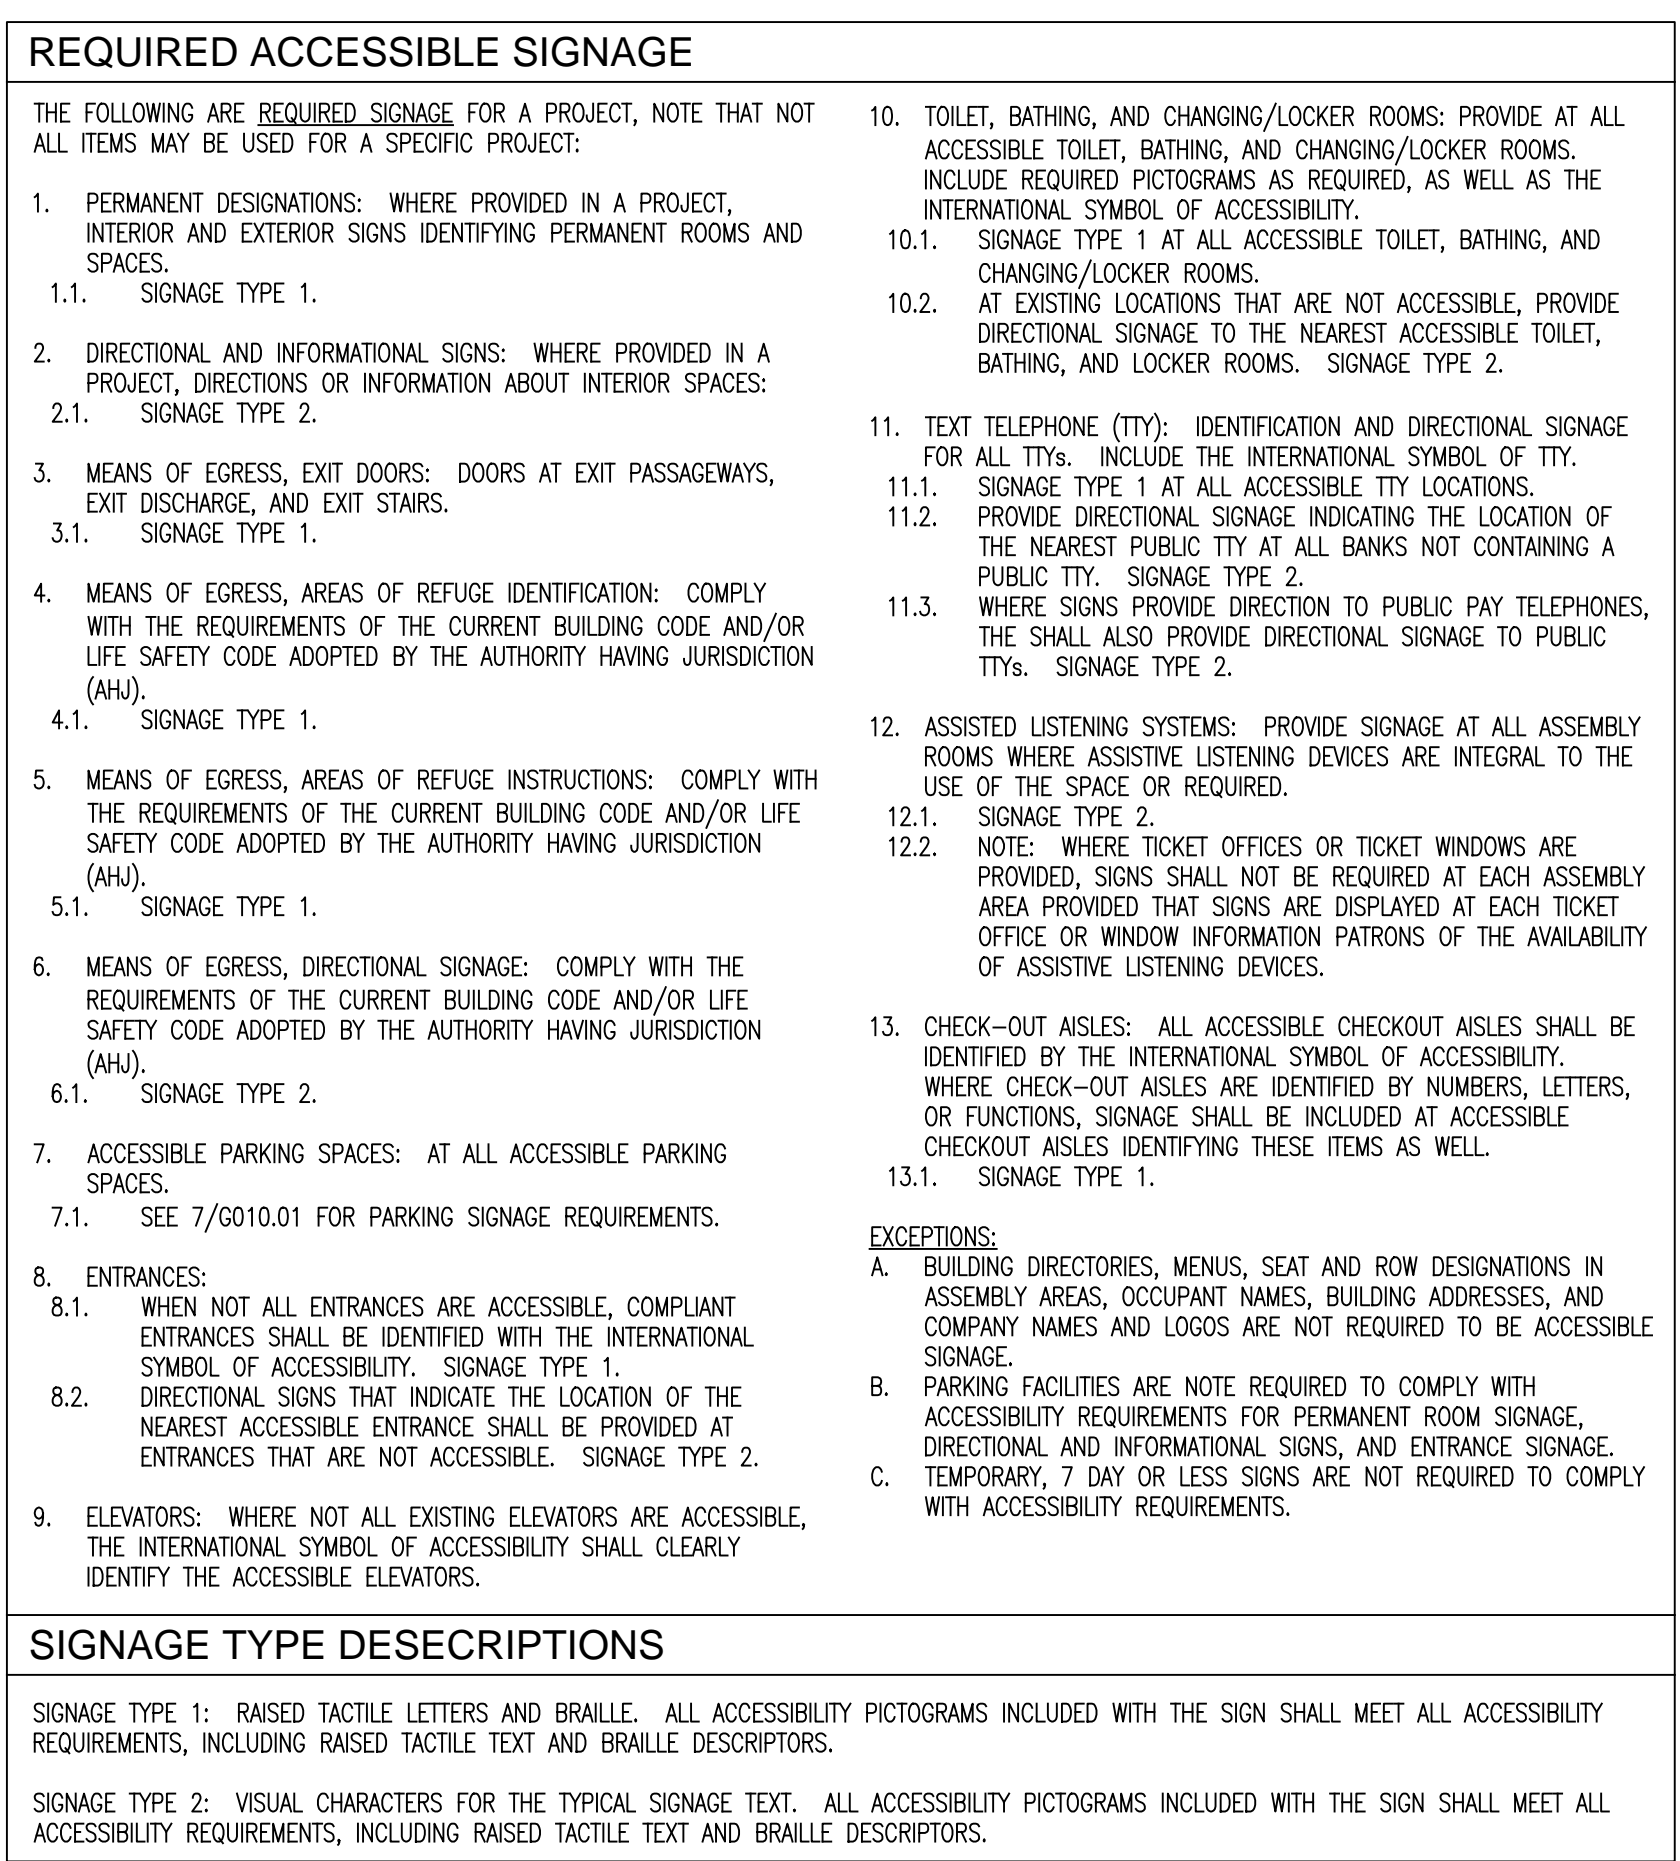 REQUIRED ACCESSIBLE SIGNAGE
THE FOLLOWING ARE REQUIRED SIGNAGE FOR A PROJECT, NOTE THAT NOT
ALL ITEMS MAY BE USED FOR A SPECIFIC PROJECT:
1. PERMANENT DESIGNATIONS: WHERE PROVIDED IN A PROJECT,
INTERIOR AND EXTERIOR SIGNS IDENTIFYING PERMANENT ROOMS AND
SPACES.
1.1. SIGNAGE TYPE 1.
2. DIRECTIONAL AND INFORMATIONAL SIGNS: WHERE PROVIDED IN A
PROJECT, DIRECTIONS OR INFORMATION ABOUT INTERIOR SPACES:
2.1. SIGNAGE TYPE 2.
3. MEANS OF EGRESS, EXIT DOORS: DOORS AT EXIT PASSAGEWAYS,
EXIT DISCHARGE, AND EXIT STAIRS.
3.1. SIGNAGE TYPE 1.
4. MEANS OF EGRESS, AREAS OF REFUGE IDENTIFICATION: COMPLY
WITH THE REQUIREMENTS OF THE CURRENT BUILDING CODE AND/OR
LIFE SAFETY CODE ADOPTED BY THE AUTHORITY HAVING JURISDICTION
(AHJ).
4.1. SIGNAGE TYPE 1.
5. MEANS OF EGRESS, AREAS OF REFUGE INSTRUCTIONS: COMPLY WITH
THE REQUIREMENTS OF THE CURRENT BUILDING CODE AND/OR LIFE
SAFETY CODE ADOPTED BY THE AUTHORITY HAVING JURISDICTION
(AHJ).
5.1. SIGNAGE TYPE 1.
6. MEANS OF EGRESS, DIRECTIONAL SIGNAGE: COMPLY WITH THE
REQUIREMENTS OF THE CURRENT BUILDING CODE AND/OR LIFE
SAFETY CODE ADOPTED BY THE AUTHORITY HAVING JURISDICTION
(AHJ).
6.1. SIGNAGE TYPE 2.
7. ACCESSIBLE PARKING SPACES: AT ALL ACCESSIBLE PARKING
SPACES.
7.1. SEE 7/G010.01 FOR PARKING SIGNAGE REQUIREMENTS.
8. ENTRANCES:
8.1. WHEN NOT ALL ENTRANCES ARE ACCESSIBLE, COMPLIANT
ENTRANCES SHALL BE IDENTIFIED WITH THE INTERNATIONAL
SYMBOL OF ACCESSIBILITY. SIGNAGE TYPE 1.
8.2. DIRECTIONAL SIGNS THAT INDICATE THE LOCATION OF THE
NEAREST ACCESSIBLE ENTRANCE SHALL BE PROVIDED AT
ENTRANCES THAT ARE NOT ACCESSIBLE. SIGNAGE TYPE 2.
9. ELEVATORS: WHERE NOT ALL EXISTING ELEVATORS ARE ACCESSIBLE,
THE INTERNATIONAL SYMBOL OF ACCESSIBILITY SHALL CLEARLY
IDENTIFY THE ACCESSIBLE ELEVATORS.
10. TOILET, BATHING, AND CHANGING/LOCKER ROOMS: PROVIDE AT ALL
ACCESSIBLE TOILET, BATHING, AND CHANGING/LOCKER ROOMS.
INCLUDE REQUIRED PICTOGRAMS AS REQUIRED, AS WELL AS THE
INTERNATIONAL SYMBOL OF ACCESSIBILITY.
10.1. SIGNAGE TYPE 1 AT ALL ACCESSIBLE TOILET, BATHING, AND
CHANGING/LOCKER ROOMS.
10.2. AT EXISTING LOCATIONS THAT ARE NOT ACCESSIBLE, PROVIDE
DIRECTIONAL SIGNAGE TO THE NEAREST ACCESSIBLE TOILET,
BATHING, AND LOCKER ROOMS. SIGNAGE TYPE 2.
11. TEXT TELEPHONE (TTY): IDENTIFICATION AND DIRECTIONAL SIGNAGE
FOR ALL TTYs. INCLUDE THE INTERNATIONAL SYMBOL OF TTY.
11.1. SIGNAGE TYPE 1 AT ALL ACCESSIBLE TTY LOCATIONS.
11.2. PROVIDE DIRECTIONAL SIGNAGE INDICATING THE LOCATION OF
THE NEAREST PUBLIC TTY AT ALL BANKS NOT CONTAINING A
PUBLIC TTY. SIGNAGE TYPE 2.
11.3. WHERE SIGNS PROVIDE DIRECTION TO PUBLIC PAY TELEPHONES,
THE SHALL ALSO PROVIDE DIRECTIONAL SIGNAGE TO PUBLIC
TTYs. SIGNAGE TYPE 2.
12. ASSISTED LISTENING SYSTEMS: PROVIDE SIGNAGE AT ALL ASSEMBLY
ROOMS WHERE ASSISTIVE LISTENING DEVICES ARE INTEGRAL TO THE
USE OF THE SPACE OR REQUIRED.
12.1. SIGNAGE TYPE 2.
12.2. NOTE: WHERE TICKET OFFICES OR TICKET WINDOWS ARE
PROVIDED, SIGNS SHALL NOT BE REQUIRED AT EACH ASSEMBLY
AREA PROVIDED THAT SIGNS ARE DISPLAYED AT EACH TICKET
OFFICE OR WINDOW INFORMATION PATRONS OF THE AVAILABILITY
OF ASSISTIVE LISTENING DEVICES.
13. CHECK-OUT AISLES: ALL ACCESSIBLE CHECKOUT AISLES SHALL BE
IDENTIFIED BY THE INTERNATIONAL SYMBOL OF ACCESSIBILITY.
WHERE CHECK-OUT AISLES ARE IDENTIFIED BY NUMBERS, LETTERS,
OR FUNCTIONS, SIGNAGE SHALL BE INCLUDED AT ACCESSIBLE
CHECKOUT AISLES IDENTIFYING THESE ITEMS AS WELL.
13.1. SIGNAGE TYPE 1.
EXCEPTIONS:
A. BUILDING DIRECTORIES, MENUS, SEAT AND ROW DESIGNATIONS IN
ASSEMBLY AREAS, OCCUPANT NAMES, BUILDING ADDRESSES, AND
COMPANY NAMES AND LOGOS ARE NOT REQUIRED TO BE ACCESSIBLE
SIGNAGE.
B. PARKING FACILITIES ARE NOTE REQUIRED TO COMPLY WITH
ACCESSIBILITY REQUIREMENTS FOR PERMANENT ROOM SIGNAGE,
DIRECTIONAL AND INFORMATIONAL SIGNS, AND ENTRANCE SIGNAGE.
C. TEMPORARY, 7 DAY OR LESS SIGNS ARE NOT REQUIRED TO COMPLY
WITH ACCESSIBILITY REQUIREMENTS.
SIGNAGE TYPE DESECRIPTIONS
SIGNAGE TYPE 1: RAISED TACTILE LETTERS AND BRAILLE. ALL ACCESSIBILITY PICTOGRAMS INCLUDED WITH THE SIGN SHALL MEET ALL ACCESSIBILITY
REQUIREMENTS, INCLUDING RAISED TACTILE TEXT AND BRAILLE DESCRIPTORS.
SIGNAGE TYPE 2: VISUAL CHARACTERS FOR THE TYPICAL SIGNAGE TEXT. ALL ACCESSIBILITY PICTOGRAMS INCLUDED WITH THE SIGN SHALL MEET ALL
ACCESSIBILITY REQUIREMENTS, INCLUDING RAISED TACTILE TEXT AND BRAILLE DESCRIPTORS.